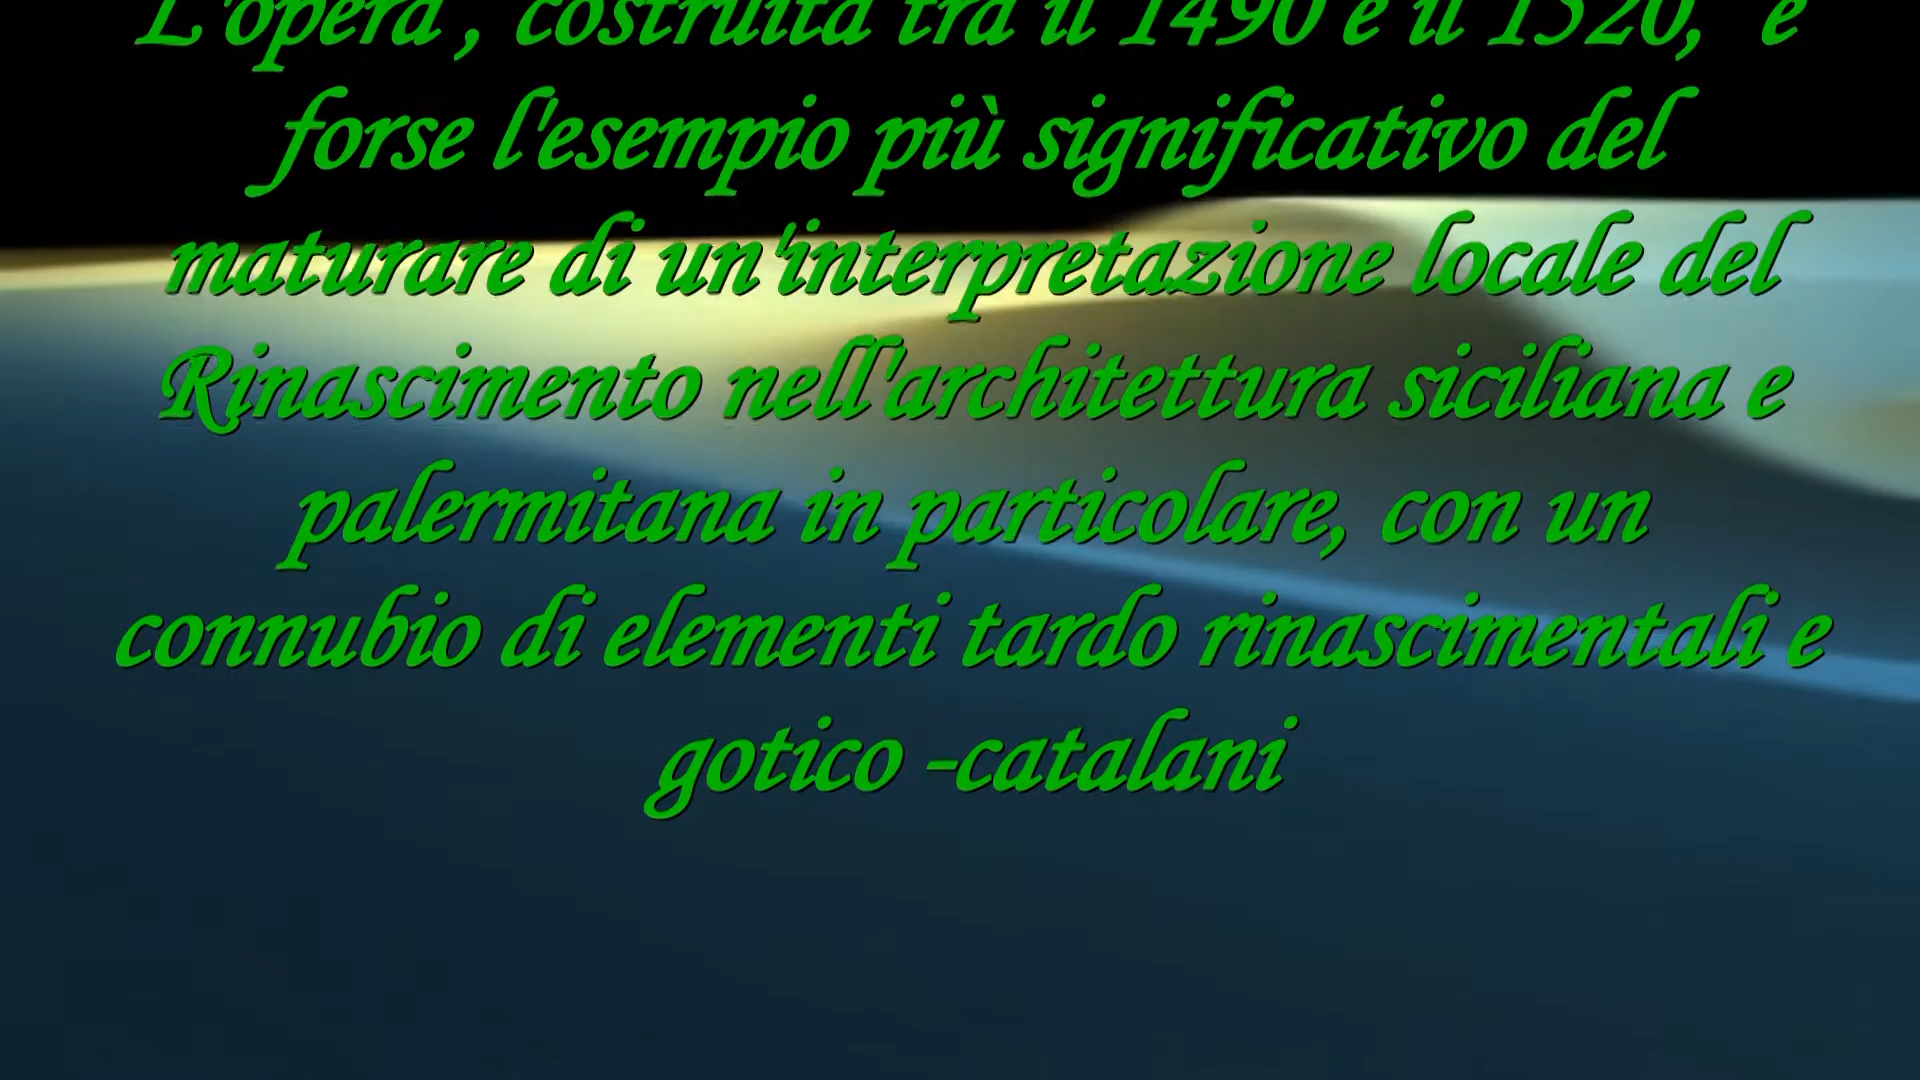 L'opera , costruita tra il 1490 e il 1520, è
forse l'esempio più significativo del
maturare di un'interpretazione locale del
Rinascimento nell'architettura siciliana e
palermitana in particolare, con un
connubio di elementi tardo rinascimentali e
gotico -catalani